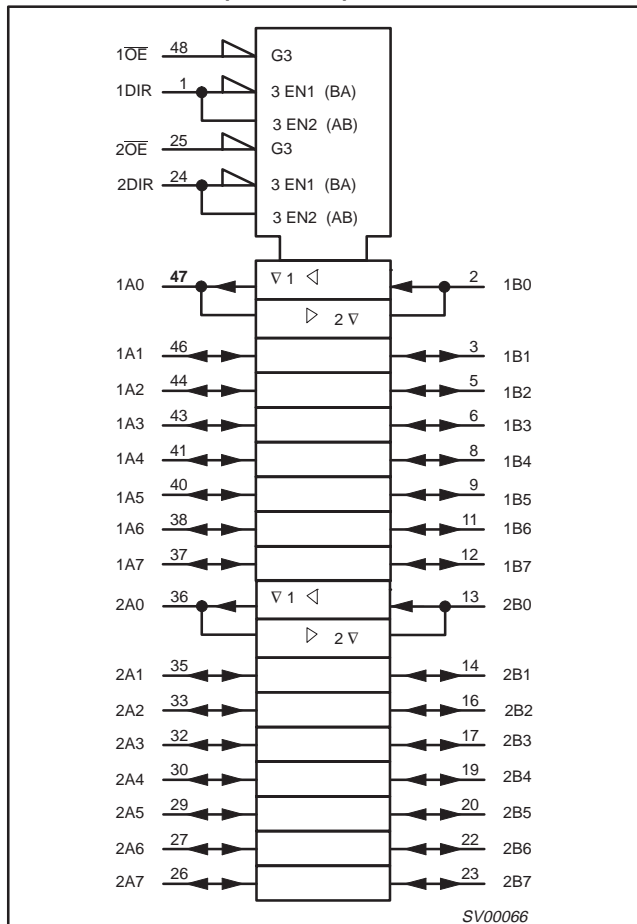 1O̅E̅ 48 G3
1DIR 1 3 EN1 (BA)
3 EN2 (AB)
2O̅E̅ 25 G3
2DIR 24 3 EN1 (BA)
3 EN2 (AB)
1A0 47 ∇ 1 ◁ 2 1B0
▷ 2 ∇
1A1 46 3 1B1
1A2 44 5 1B2
1A3 43 6 1B3
1A4 41 8 1B4
1A5 40 9 1B5
1A6 38 11 1B6
1A7 37 12 1B7
2A0 36 ∇ 1 ◁ 13 2B0
▷ 2 ∇
2A1 35 14 2B1
2A2 33 16 2B2
2A3 32 17 2B3
2A4 30 19 2B4
2A5 29 20 2B5
2A6 27 22 2B6
2A7 26 23 2B7
SV00066